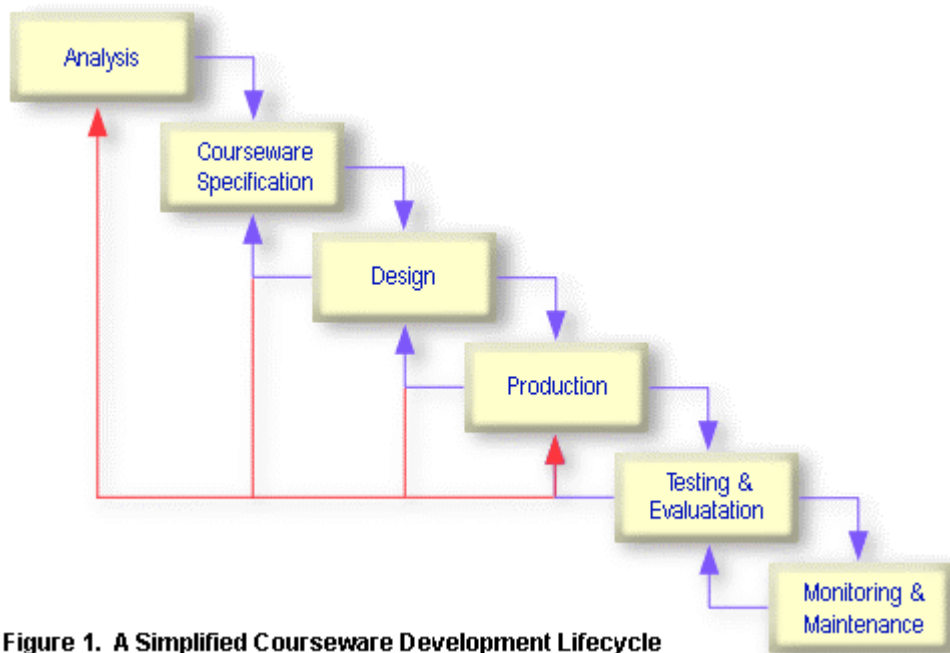 Analysis
Courseware
Specification
Design
Production
Testing &
Evaluatation
Monitoring &
Maintenance
Figure 1. A Simplified Courseware Development Lifecycle